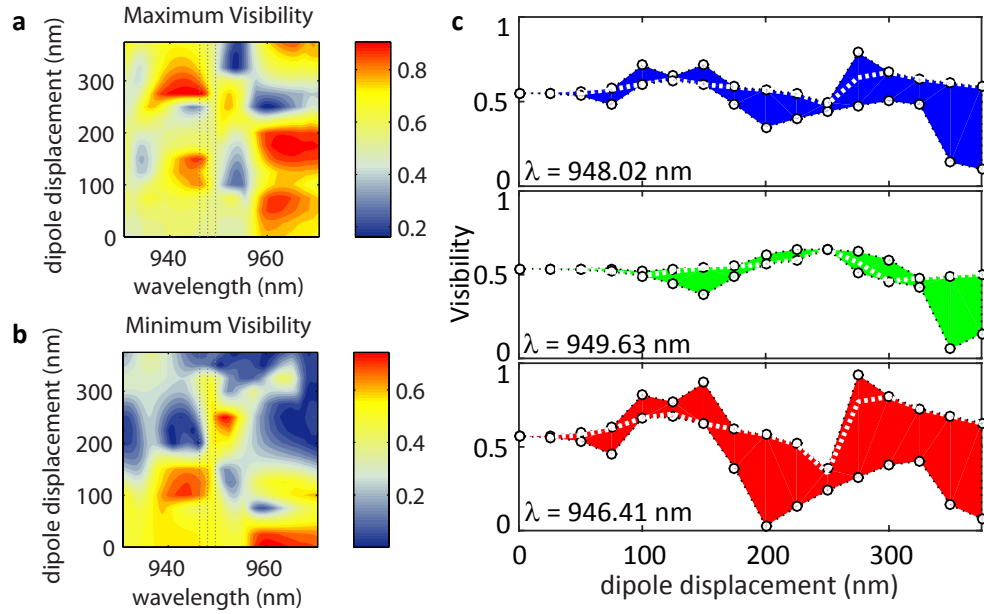 a
Maximum Visibility
dipole displacement (nm)
300
200
100
0
940
960
wavelength (nm)
0.8
0.6
0.4
0.2
b
Minimum Visibility
dipole displacement (nm)
300
200
100
0
940
960
wavelength (nm)
0.6
0.4
0.2
c
Visibility
1
0.5
0
λ = 948.02 nm
1
0.5
0
λ = 949.63 nm
1
0.5
0
λ = 946.41 nm
0
100
200
300
dipole displacement (nm)